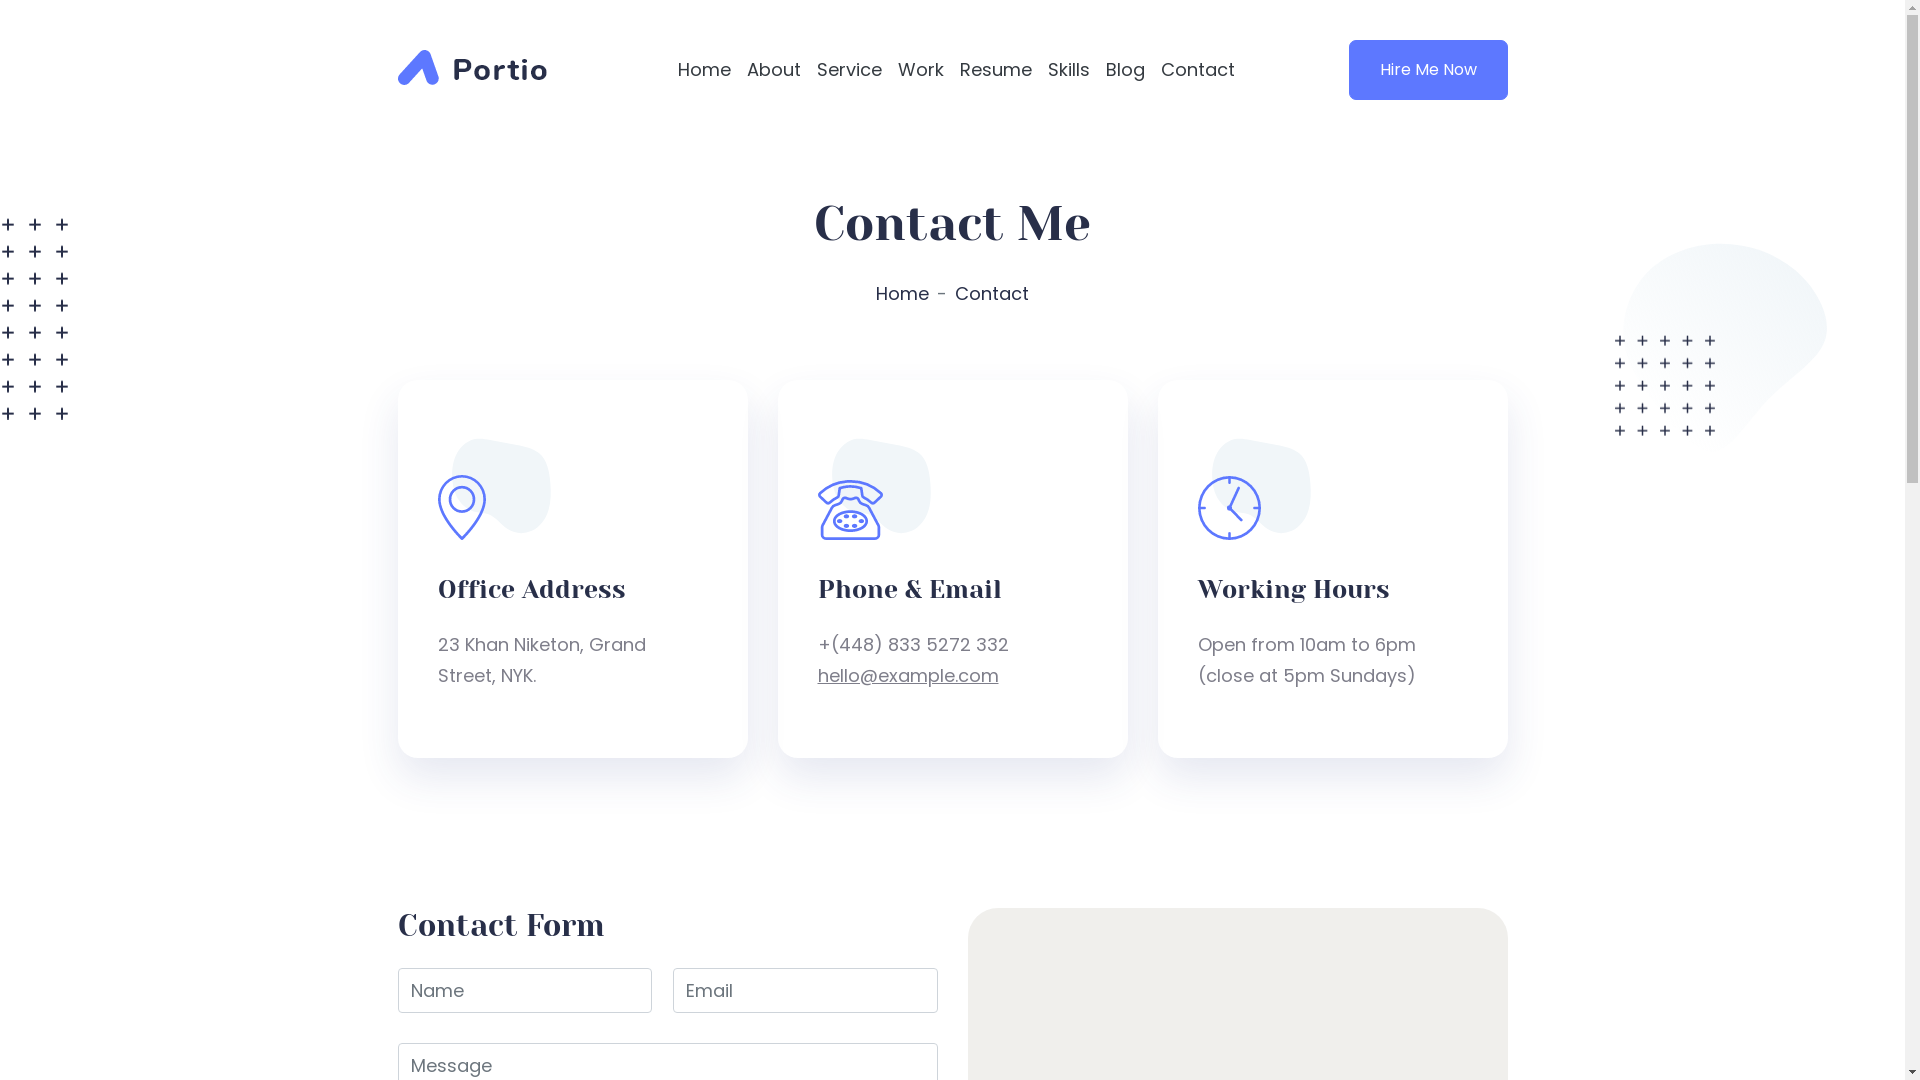 Portio
Home About Service Work Resume Skills Blog Contact
Hire Me Now
Contact Me
Home - Contact
Office Address
23 Khan Niketon, Grand
Street, NYK.
Phone & Email
+(448) 833 5272 332
hello@example.com
Working Hours
Open from 10am to 6pm
(close at 5pm Sundays)
Contact Form
Name
Email
Message